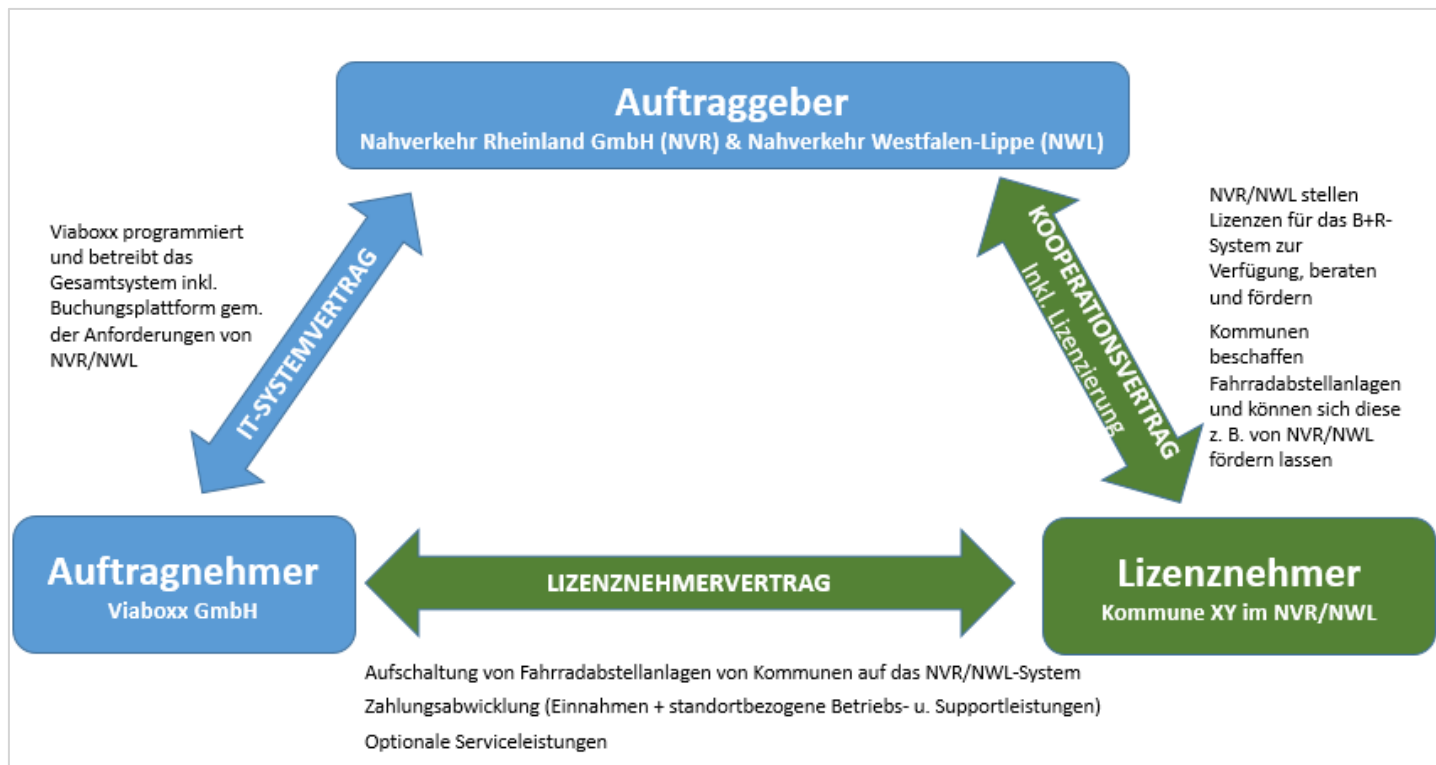 Auftraggeber
Nahverkehr Rheinland GmbH (NVR) & Nahverkehr Westfalen-Lippe (NWL)
Viaboxx programmiert
und betreibt das
Gesamtsystem inkl.
Buchungsplattform gem.
der Anforderungen von
NVR/NWL
IT-SYSTEMVERTRAG
KOOPERATIONSVERTRAG
Inkl. Lizenzierung
NVR/NWL stellen
Lizenzen für das B+R-
System zur
Verfügung, beraten
und fördern
Kommunen
beschaffen
Fahrradabstellanlagen
und können sich diese
z. B. von NVR/NWL
fördern lassen
Auftragnehmer
Viaboxx GmbH
LIZENZNEHMERVERTRAG
Lizenznehmer
Kommune XY im NVR/NWL
Aufschaltung von Fahrradabstellanlagen von Kommunen auf das NVR/NWL-System
Zahlungsabwicklung (Einnahmen + standortbezogene Betriebs- u. Supportleistungen)
Optionale Serviceleistungen